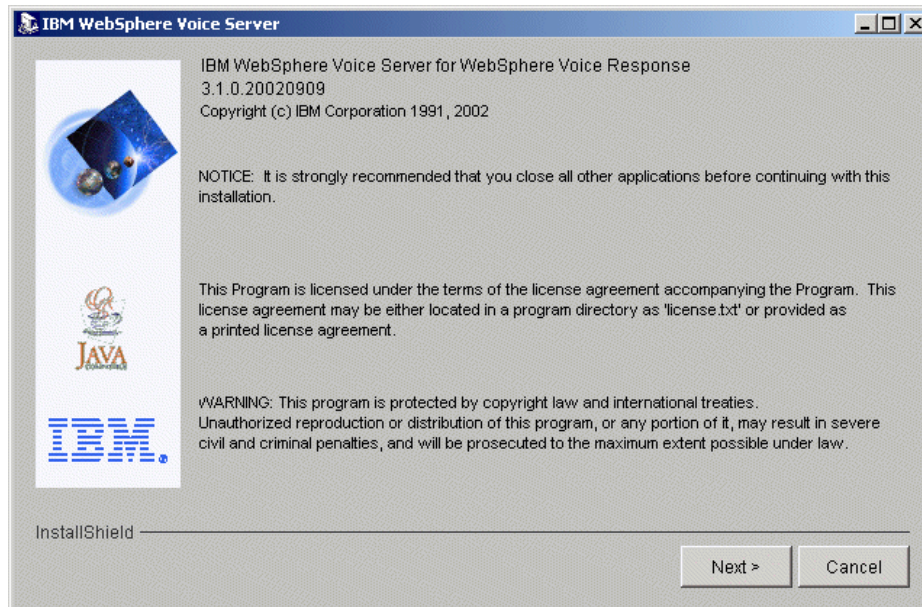 IBM WebSphere Voice Server
IBM WebSphere Voice Server for WebSphere Voice Response
3.1.0.20020909
Copyright (c) IBM Corporation 1991, 2002
NOTICE:  It is strongly recommended that you close all other applications before continuing with this
installation.
This Program is licensed under the terms of the license agreement accompanying the Program.  This
license agreement may be either located in a program directory as 'license.txt' or provided as
a printed license agreement.
JAVA
COMPATIBLE
WARNING: This program is protected by copyright law and international treaties.
Unauthorized reproduction or distribution of this program, or any portion of it, may result in severe
civil and criminal penalties, and will be prosecuted to the maximum extent possible under law.
IBM®
InstallShield
Next >
Cancel